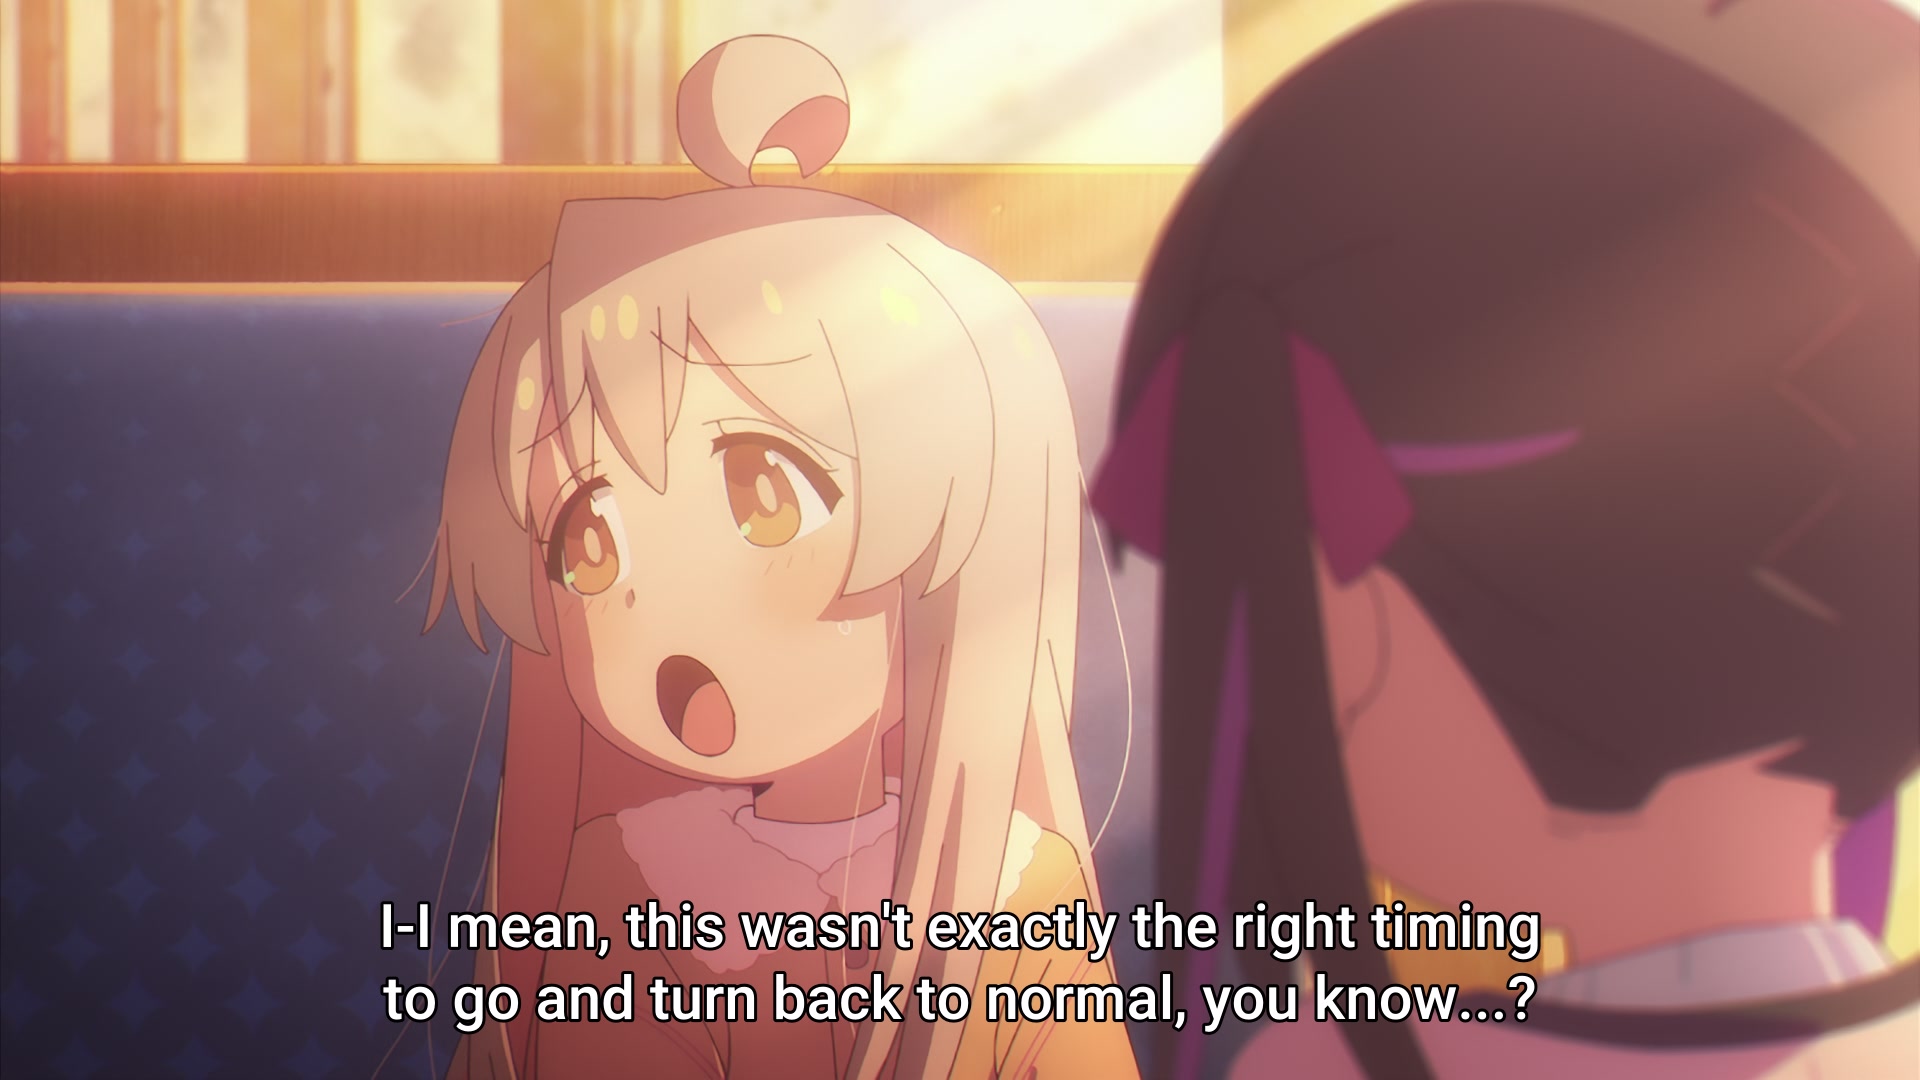 I-I mean, this wasn't exactly the right timing
to go and turn back to normal, you know...?